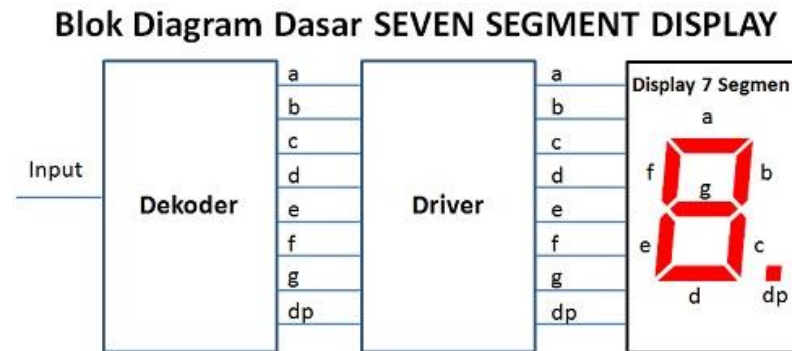 Blok Diagram Dasar SEVEN SEGMENT DISPLAY
Input
Dekoder
a
b
c
d
e
f
g
dp
Driver
a
b
c
d
e
f
g
dp
Display 7 Segmen
a
f
b
g
e
c
d
dp